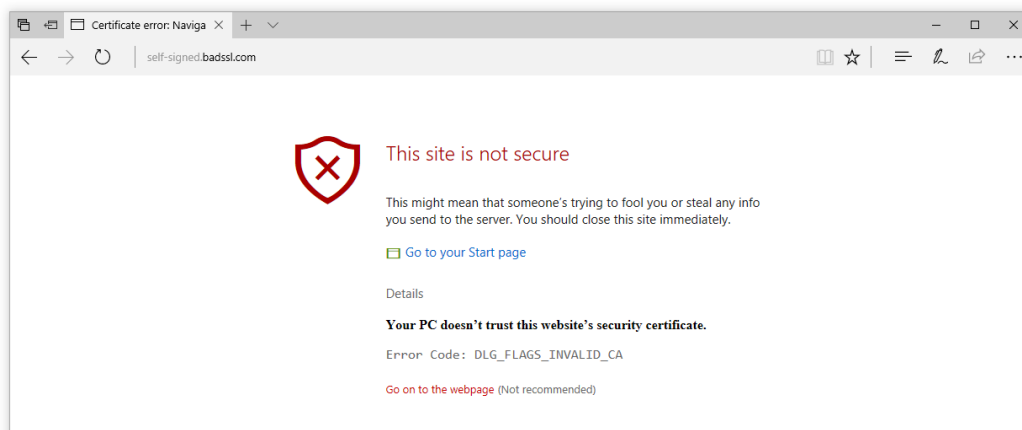 Certificate error: Naviga
self-signed.badssl.com
This site is not secure
This might mean that someone's trying to fool you or steal any info
you send to the server. You should close this site immediately.
Go to your Start page
Details
Your PC doesn’t trust this website’s security certificate.
Error Code: DLG_FLAGS_INVALID_CA
Go on to the webpage (Not recommended)